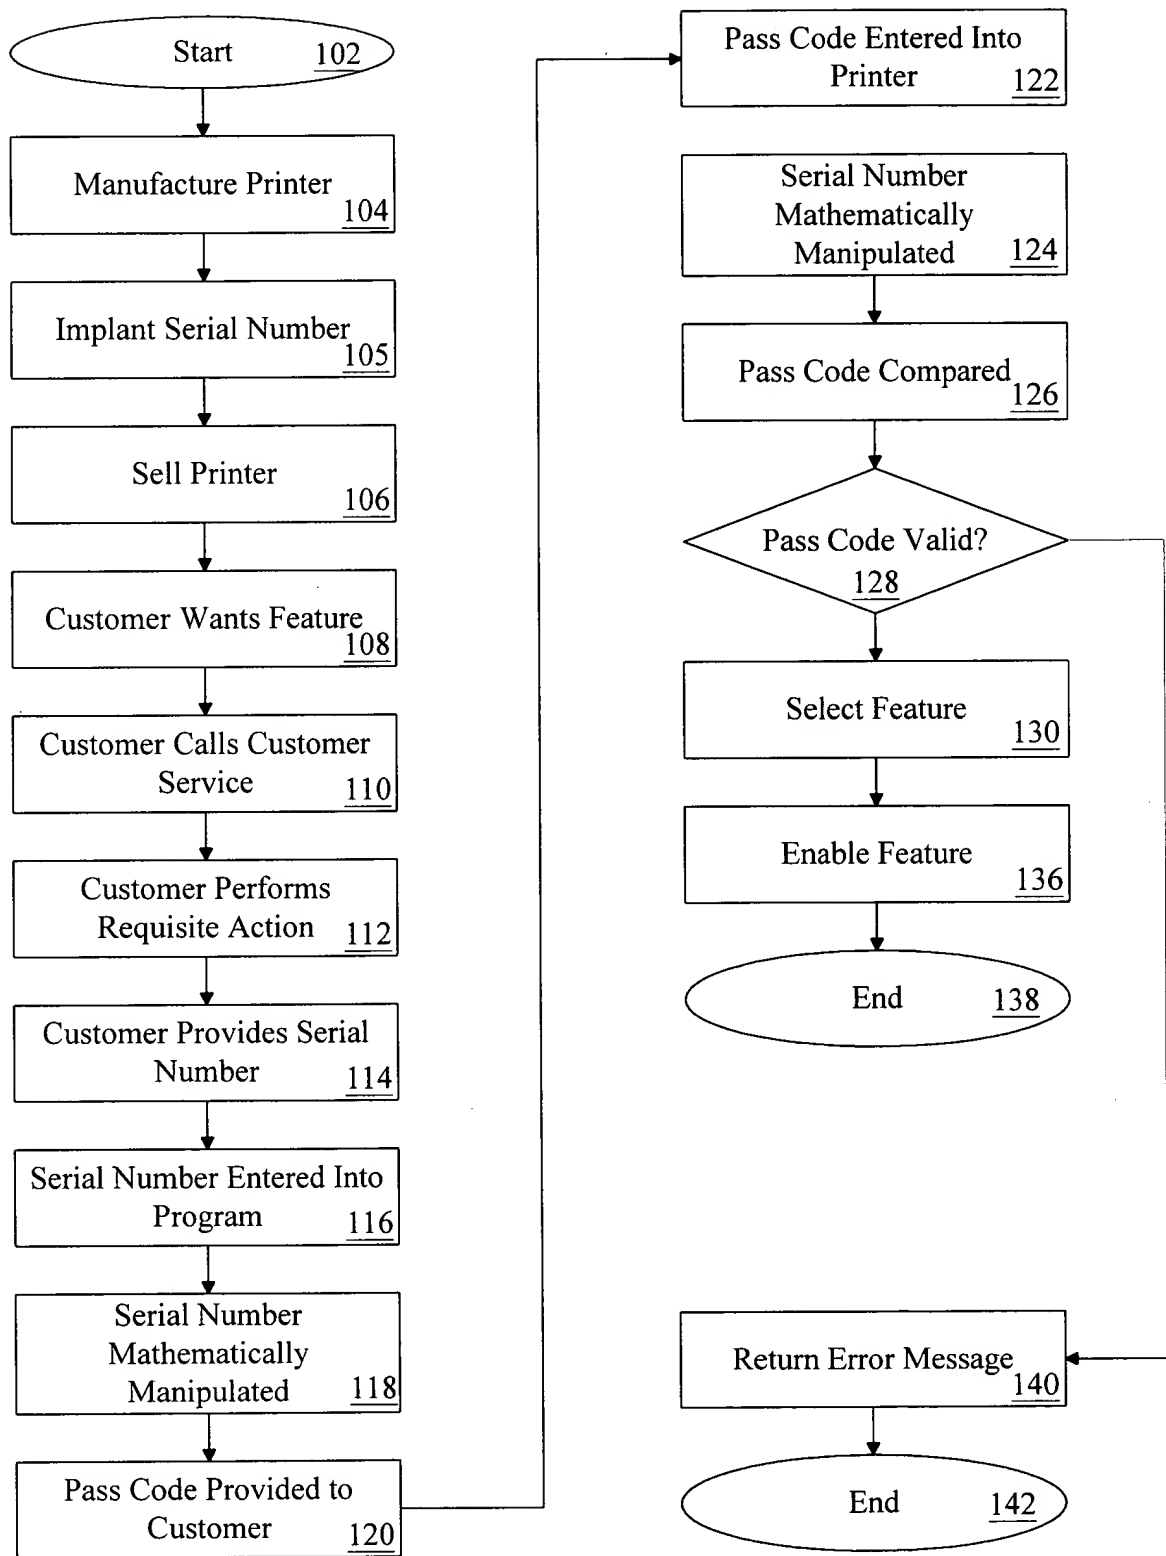 Start 102
Manufacture Printer
104
Implant Serial Number
105
Sell Printer
106
Customer Wants Feature
108
Customer Calls Customer
Service 110
Customer Performs
Requisite Action 112
Customer Provides Serial
Number 114
Serial Number Entered Into
Program 116
Serial Number
Mathematically
Manipulated 118
Pass Code Provided to
Customer 120
Pass Code Entered Into
Printer 122
Serial Number
Mathematically
Manipulated 124
Pass Code Compared
126
Pass Code Valid?
128
Select Feature
130
Enable Feature
136
End 138
Return Error Message
140
End 142